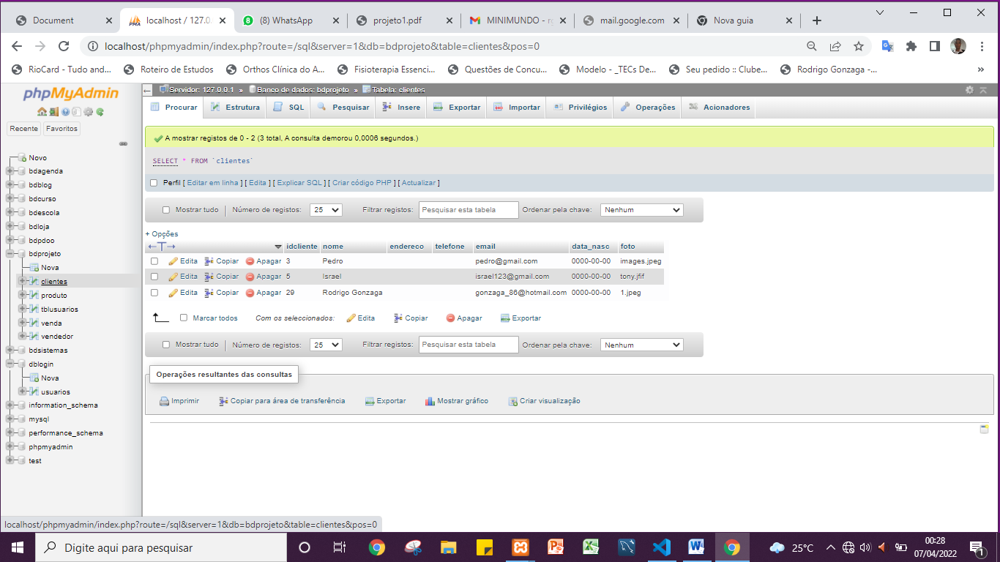 Document
localhost / 127.0.
(8) WhatsApp
projeto1.pdf
MINIMUNDO - r
mail.google.com
Nova guia
localhost/phpmyadmin/index.php?route=/sql&server=1&db=bdprojeto&table=clientes&pos=0
RioCard - Tudo and...
Roteiro de Estudos
Orthos Clínica do A...
Fisioterapia Essenci...
Questões de Concu...
Modelo - _TECs De...
Seu pedido :: Clube...
Rodrigo Gonzaga -...
»
phpMyAdmin
Recente Favoritos
Novo
bdagenda
bdblog
bdcurso
bdescola
bdloja
bdpdoo
bdprojeto
Nova
clientes
produto
tblusuarios
venda
vendedor
bdsistemas
dblogin
Nova
usuarios
information_schema
mysql
performance_schema
phpmyadmin
test
Servidor: 127.0.0.1 » Banco de dados: bdprojeto » Tabela: clientes
Procurar Estrutura SQL Pesquisar Insere Exportar Importar Privilégios Operações Acionadores
A mostrar registos de 0 - 2 (3 total, A consulta demorou 0,0006 segundos.)
SELECT * FROM `clientes`
Perfil [ Editar em linha ] [ Edita ] [ Explicar SQL ] [ Criar código PHP ] [ Actualizar ]
Mostrar tudo Número de registos: 25 Filtrar registos: Pesquisar esta tabela Ordenar pela chave: Nenhum
+ Opções
idcliente nome endereco telefone email data_nasc foto
Edita Copiar Apagar 3 Pedro pedro@gmail.com 0000-00-00 images.jpeg
Edita Copiar Apagar 5 Israel israel123@gmail.com 0000-00-00 tony.jfif
Edita Copiar Apagar 29 Rodrigo Gonzaga gonzaga_86@hotmail.com 0000-00-00 1.jpeg
Marcar todos Com os seleccionados: Edita Copiar Apagar Exportar
Mostrar tudo Número de registos: 25 Filtrar registos: Pesquisar esta tabela Ordenar pela chave: Nenhum
Operações resultantes das consultas
Imprimir Copiar para área de transferência Exportar Mostrar gráfico Criar visualização
localhost/phpmyadmin/index.php?route=/sql&server=1&db=bdprojeto&table=clientes&pos=0
Digite aqui para pesquisar
25°C
00:28
07/04/2022
1